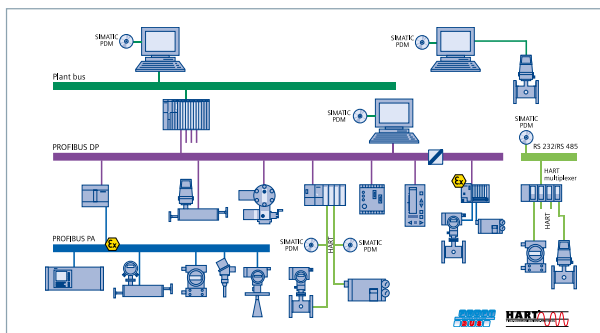 SIMATIC
PDM
SIMATIC
PDM
Plant bus
SIMATIC
PDM
SIMATIC
PDM
PROFIBUS DP
RS 232/RS 485
HART
multiplexer
Ex
HART
PROFIBUS PA
Ex
SIMATIC
PDM
HART
SIMATIC
PDM
HART